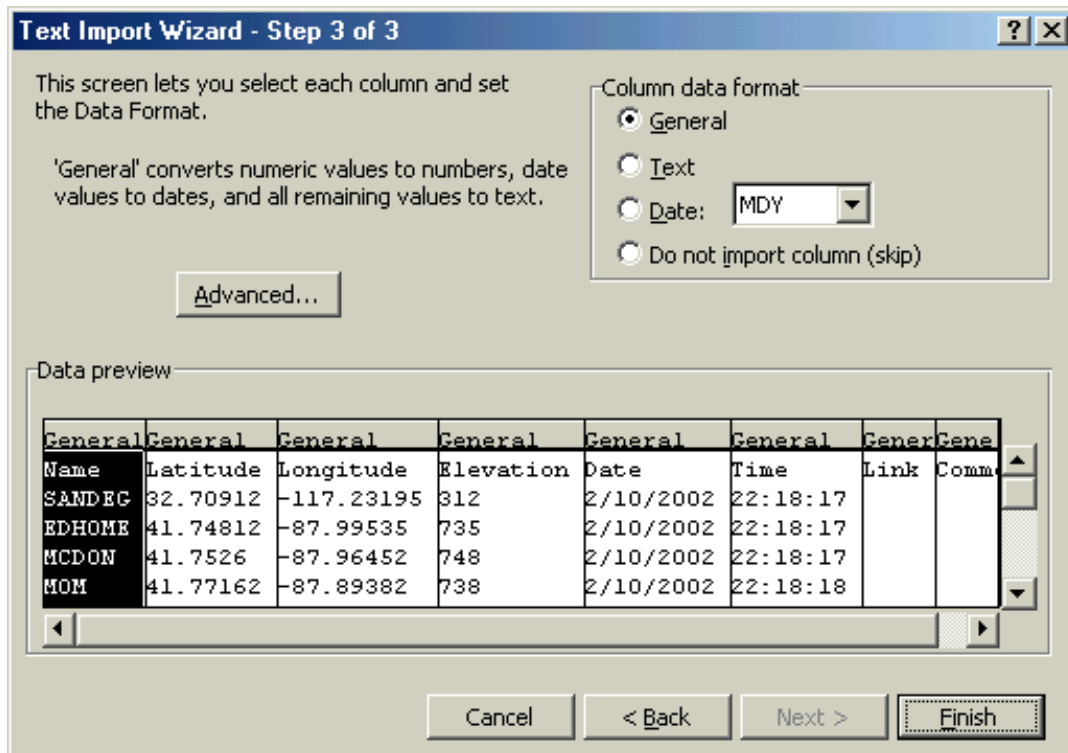 Text Import Wizard - Step 3 of 3
This screen lets you select each column and set
the Data Format.
'General' converts numeric values to numbers, date
values to dates, and all remaining values to text.
Advanced...
Column data format
General
Text
Date: MDY
Do not import column (skip)
Data preview
General General General General General General Gener Gene
Name Latitude Longitude Elevation Date Time Link Comm
SANDEG 32.70912 -117.23195 312 2/10/2002 22:18:17
EDHOME 41.74812 -87.99535 735 2/10/2002 22:18:17
MCDON 41.7526 -87.96452 748 2/10/2002 22:18:17
MOM 41.77162 -87.89382 738 2/10/2002 22:18:18
Cancel < Back Next > Finish